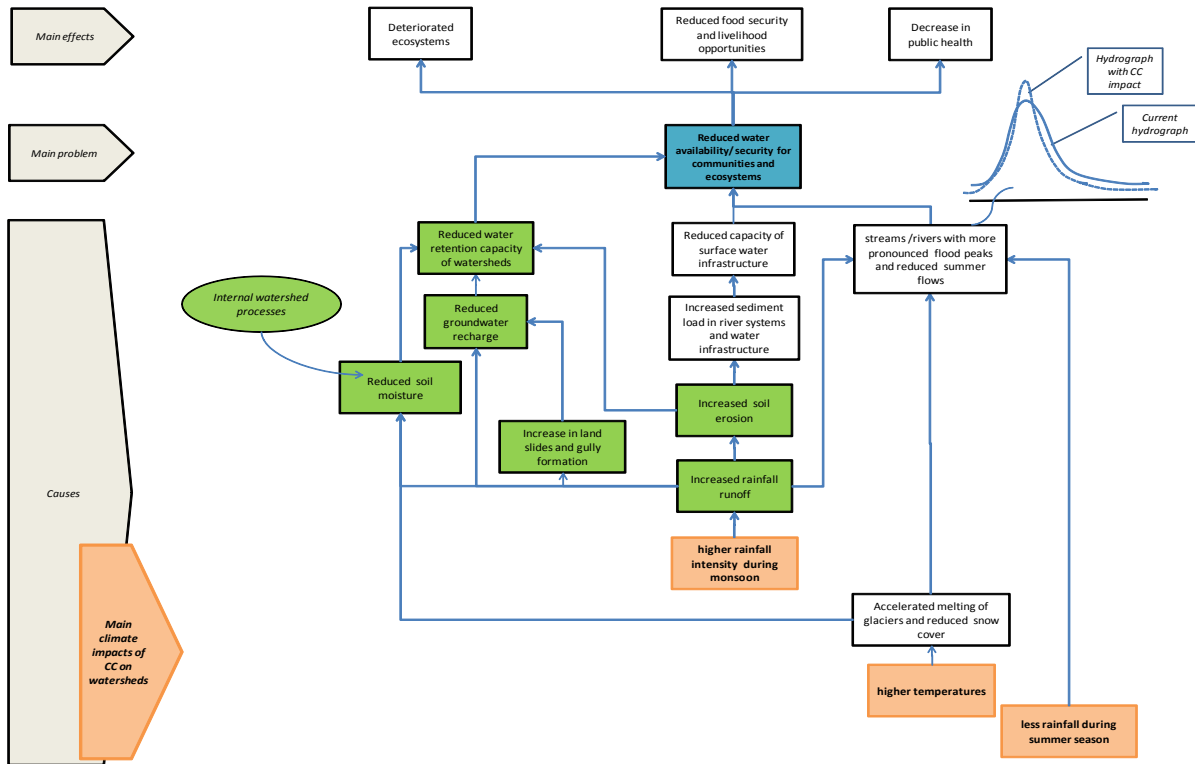 Main effects
Deteriorated
ecosystems
Reduced food security
and livelihood
opportunities
Decrease in
public health
Hydrograph
with CC
impact
Current
hydrograph
Main problem
Reduced water
availability/ security for
communities and
ecosystems
Reduced water
retention capacity
of watersheds
Reduced capacity of
surface water
infrastructure
streams /rivers with more
pronounced flood peaks
and reduced summer
flows
Internal watershed
processes
Reduced
groundwater
recharge
Increased sediment
load in river systems
and water
infrastructure
Reduced soil
moisture
Increased soil
erosion
Increase in land
slides and gully
formation
Increased rainfall
runoff
Causes
higher rainfall
intensity during
monsoon
Accelerated melting of
glaciers and reduced snow
cover
Main
climate
impacts of
CC on
watersheds
higher temperatures
less rainfall during
summer season